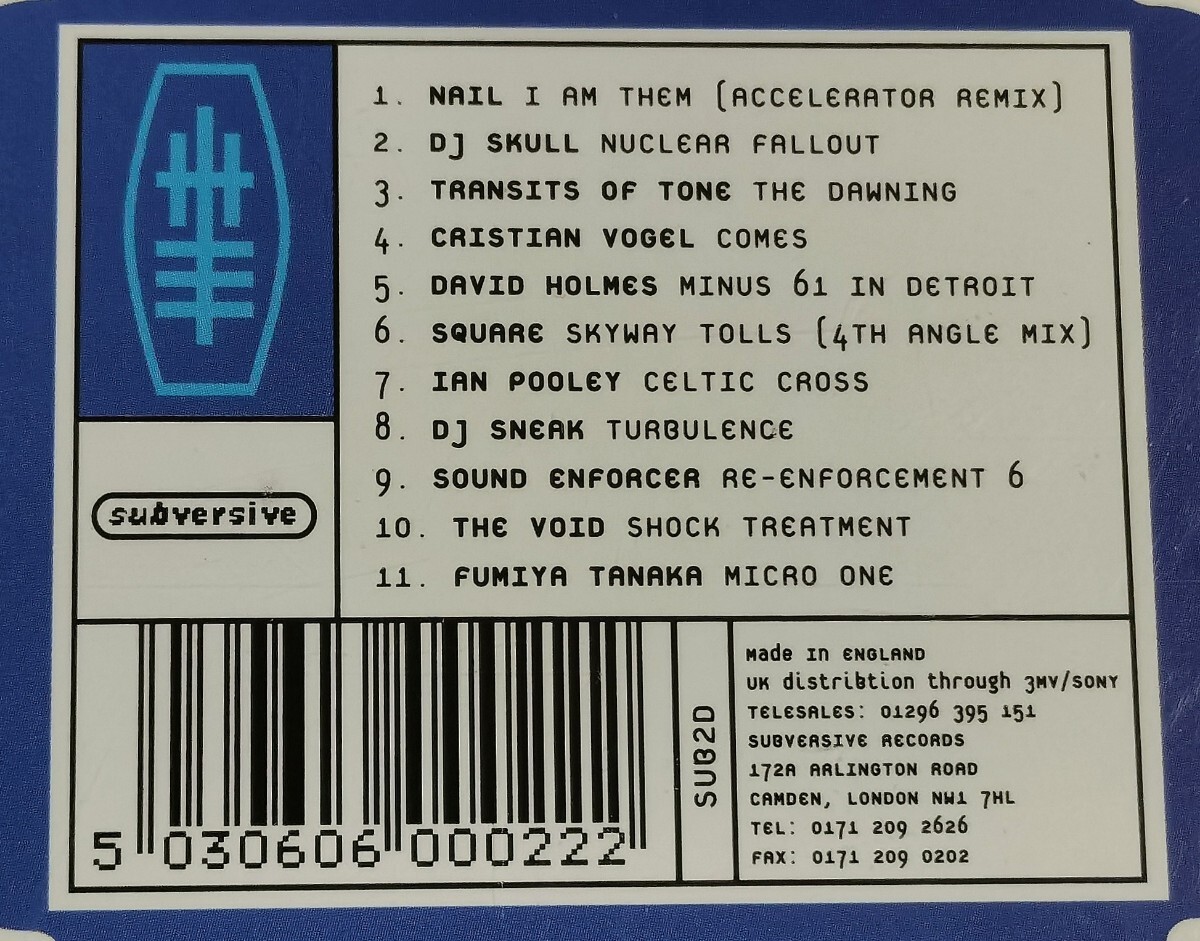 1. NAIL I AM THEM (ACCELERATOR REMIX)
2. DJ SKULL NUCLEAR FALLOUT
3. TRANSITS OF TONE THE DAWNING
4. CRISTIAN VOGEL COMES
5. DAVID HOLMES MINUS 61 IN DETROIT
6. SQUARE SKYWAY TOLLS (4TH ANGLE MIX)
7. IAN POOLEY CELTIC CROSS
8. DJ SNEAK TURBULENCE
9. SOUND ENFORCER RE-ENFORCEMENT 6
10. THE VOID SHOCK TREATMENT
11. FUMIYA TANAKA MICRO ONE
subversive
5 030606 000222
SUB2D
Made In ENGLAND
UK distribtion through 3MV/SONY
TELESALES: 01296 395 151
SUBVERSIVE RECORDS
172A ARLINGTON ROAD
CAMDEN, LONDON NW1 7HL
TEL: 0171 209 2626
FAX: 0171 209 0202